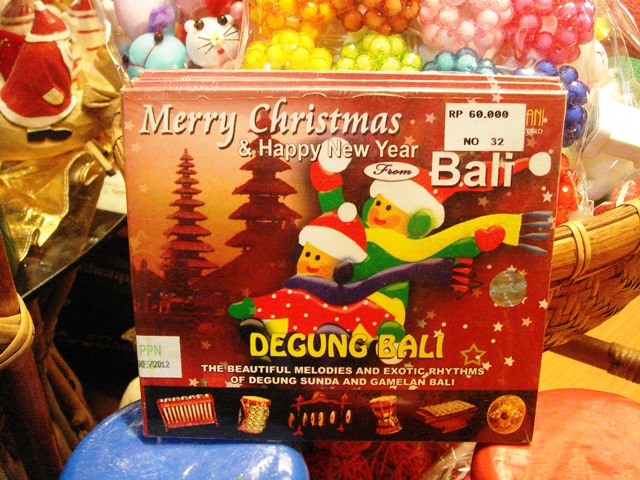 Merry Christmas
& Happy New Year
From Bali
RP 60.000
NO 32
DEGUNG BALI
THE BEAUTIFUL MELODIES AND EXOTIC RHYTHMS
OF DEGUNG SUNDA AND GAMELAN BALI
PPN
2012